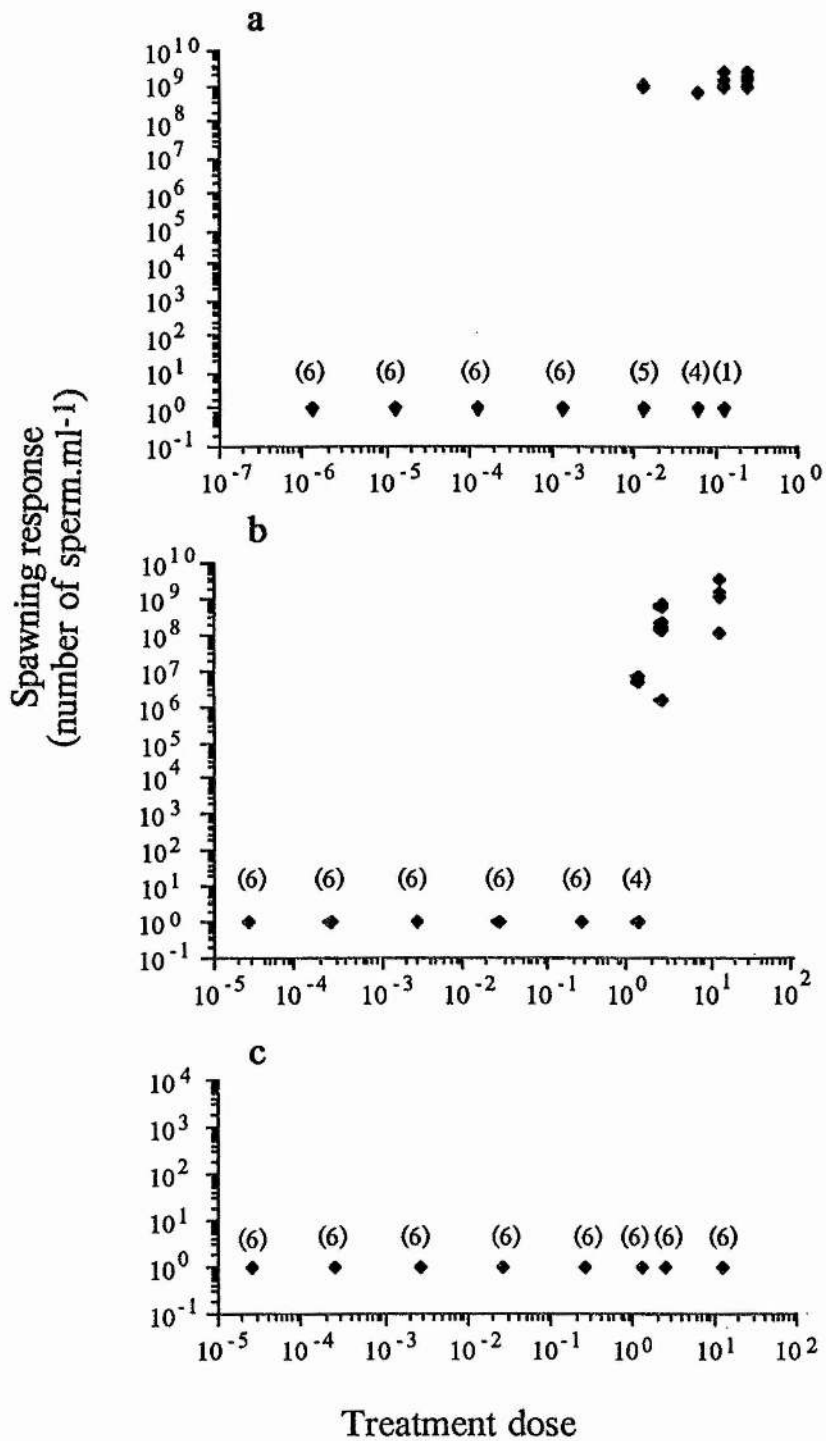 a
10^10
10^9
10^8
10^7
10^6
10^5
10^4
10^3
10^2
10^1
10^0
10^-1
(6) (6) (6) (6) (5) (4) (1)
10^-7 10^-6 10^-5 10^-4 10^-3 10^-2 10^-1 10^0
Spawning response
(number of sperm.ml^-1)
b
10^10
10^9
10^8
10^7
10^6
10^5
10^4
10^3
10^2
10^1
10^0
10^-1
(6) (6) (6) (6) (6) (4)
10^-5 10^-4 10^-3 10^-2 10^-1 10^0 10^1 10^2
c
10^4
10^3
10^2
10^1
10^0
10^-1
(6) (6) (6) (6) (6) (6) (6) (6)
10^-5 10^-4 10^-3 10^-2 10^-1 10^0 10^1 10^2
Treatment dose